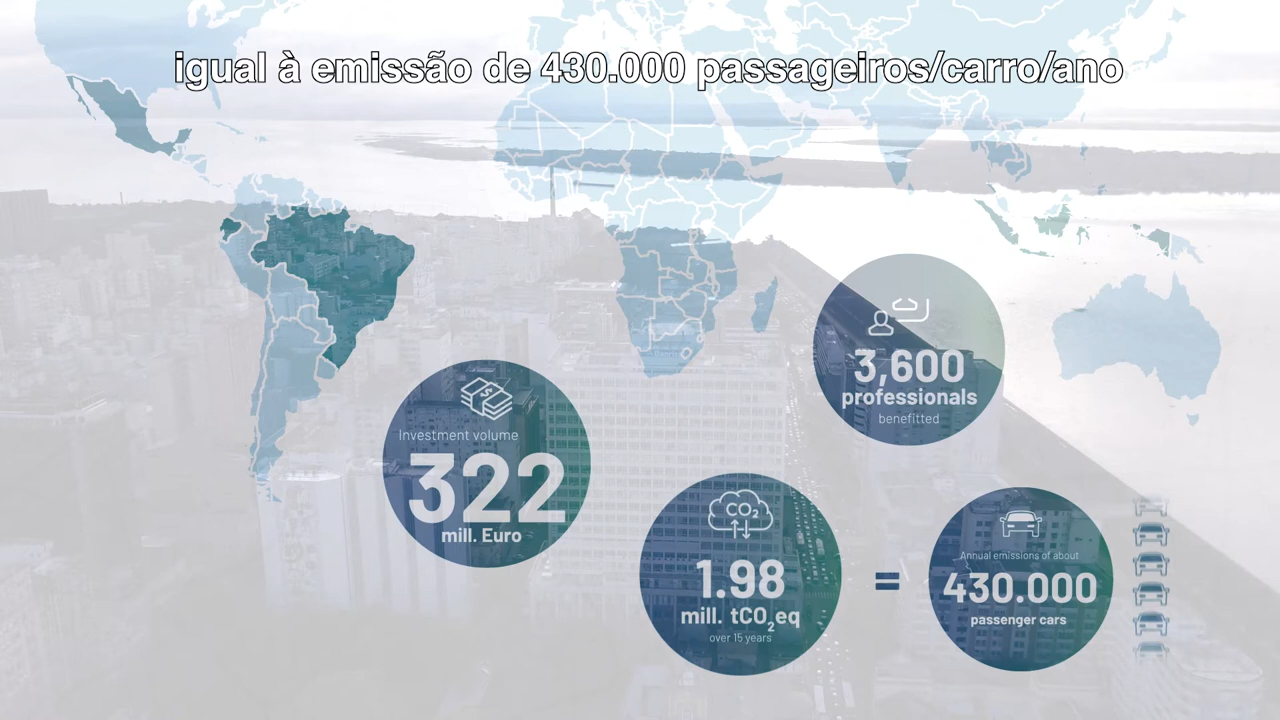 igual à emissão de 430.000 passageiros/carro/ano
3,600
professionals
benefitted
$
Investment volume
322
mill. Euro
CO₂
1.98
mill. tCO₂eq
over 15 years
=
Annual emissions of about
430.000
passenger cars